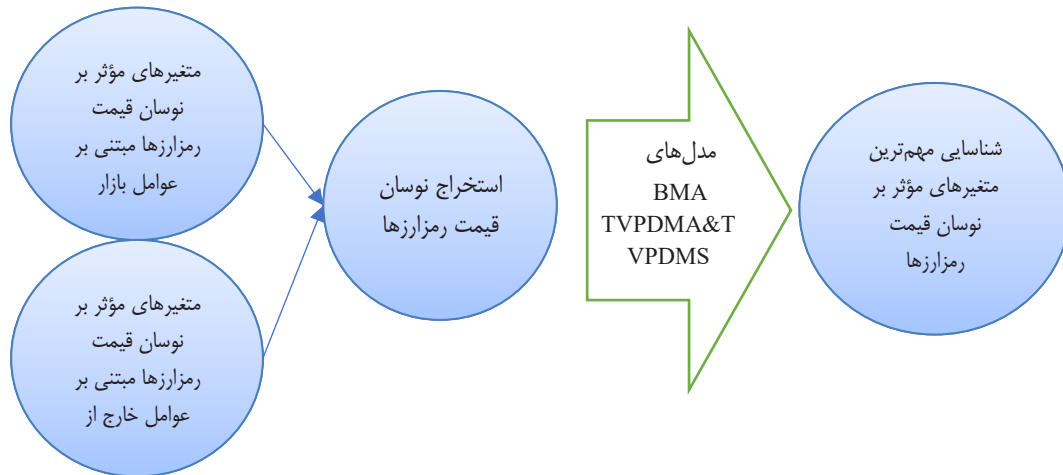 متغیرهای مؤثر بر
نوسان قیمت
رمزارزها مبتنی بر
عوامل بازار
متغیرهای مؤثر بر
نوسان قیمت
رمزارزها مبتنی بر
عوامل خارج از
استخراج نوسان
قیمت رمزارزها
مدل‌های
BMA
TVPDMA&T
VPDMS
شناسایی مهم‌ترین
متغیرهای مؤثر بر
نوسان قیمت
رمزارزها